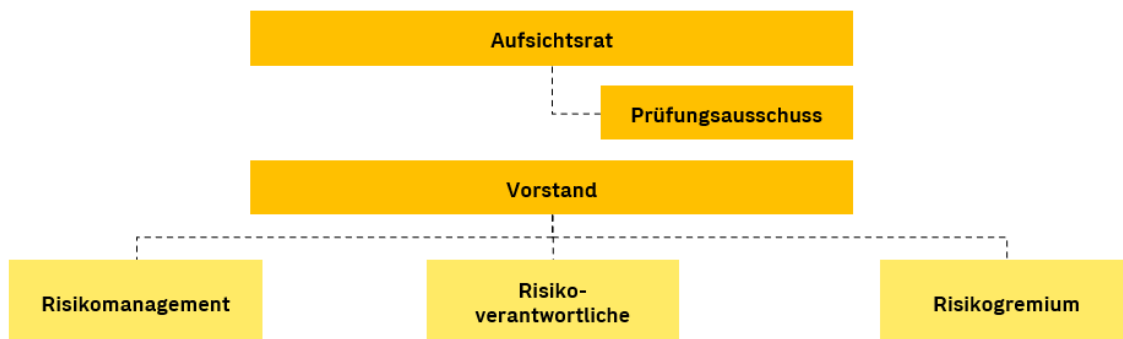 Aufsichtsrat
Prüfungsausschuss
Vorstand
Risikomanagement
Risiko-
verantwortliche
Risikogremium